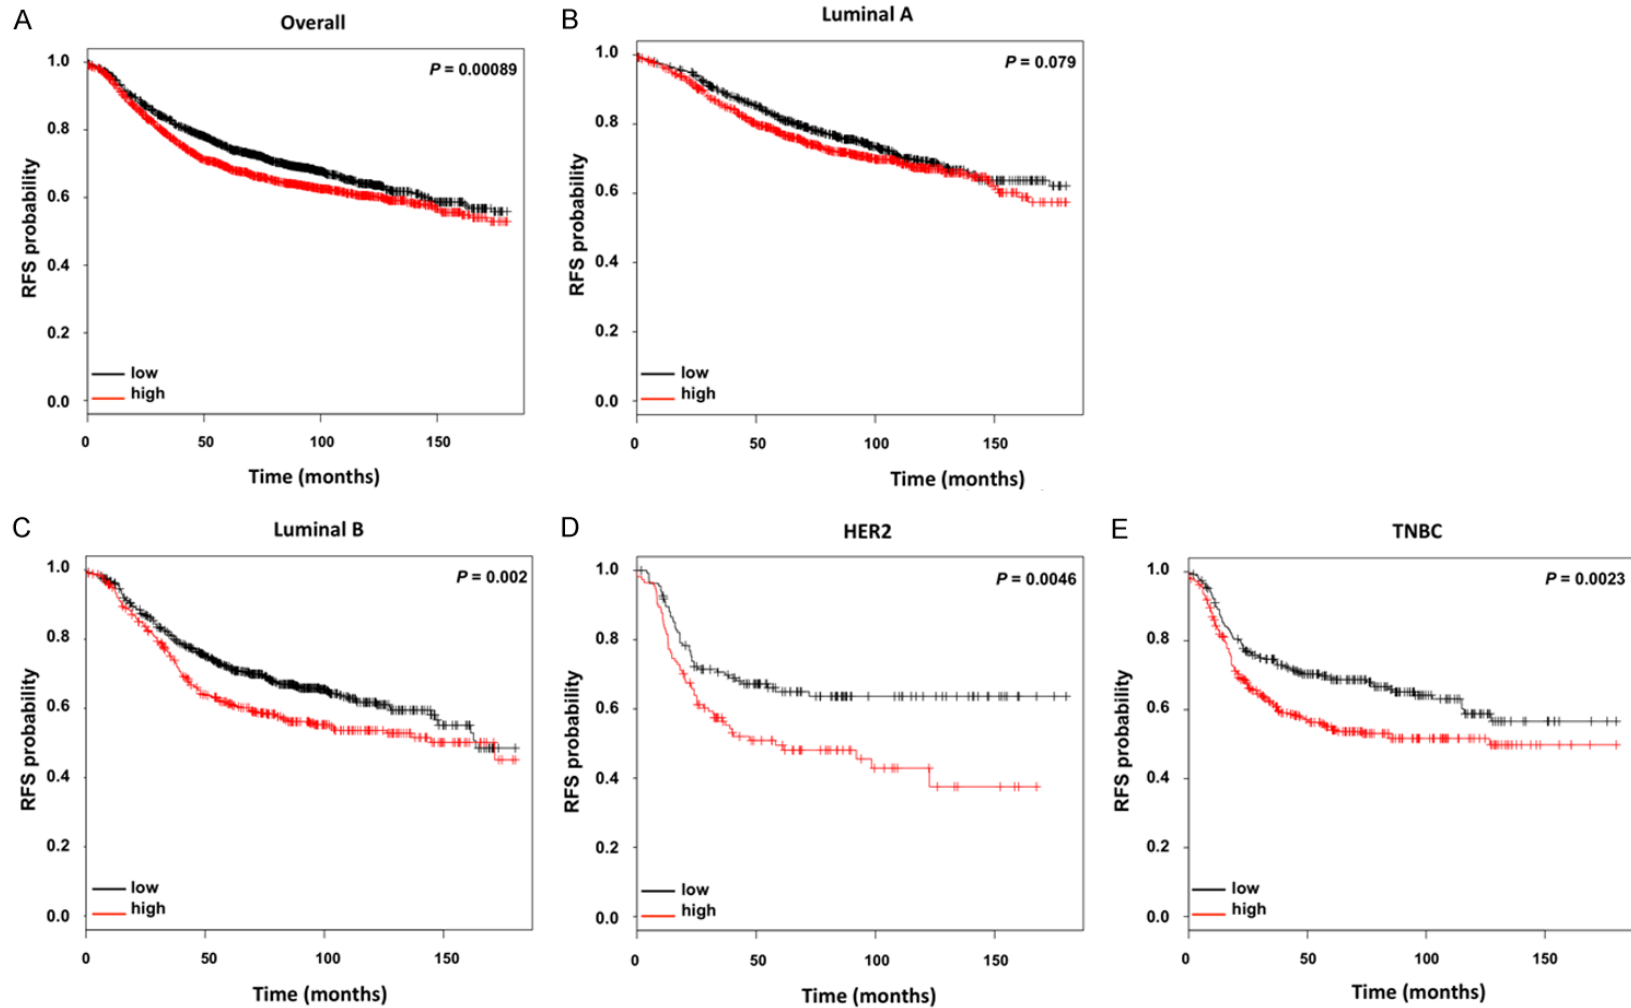 A
Overall
P = 0.00089
1.0
0.8
0.6
0.4
0.2
0.0
RFS probability
low
high
0 50 100 150
Time (months)
B
Luminal A
P = 0.079
1.0
0.8
0.6
0.4
0.2
0.0
RFS probability
low
high
0 50 100 150
Time (months)
C
Luminal B
P = 0.002
1.0
0.8
0.6
0.4
0.2
0.0
RFS probability
low
high
0 50 100 150
Time (months)
D
HER2
P = 0.0046
1.0
0.8
0.6
0.4
0.2
0.0
RFS probability
low
high
0 50 100 150
Time (months)
E
TNBC
P = 0.0023
1.0
0.8
0.6
0.4
0.2
0.0
RFS probability
low
high
0 50 100 150
Time (months)